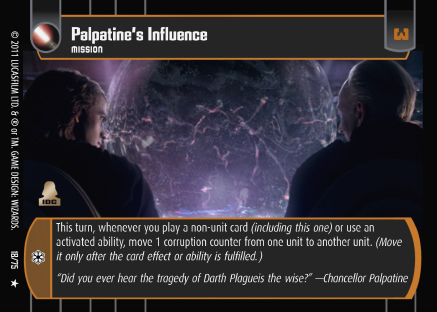 Palpatine's Influence
MISSION
3
© 2011 LUCASFILM LTD. & ® or TM. GAME DESIGN: WIZARDS.
IDC
This turn, whenever you play a non-unit card (including this one) or use an
activated ability, move 1 corruption counter from one unit to another unit. (Move
it only after the card effect or ability is fulfilled.)
"Did you ever hear the tragedy of Darth Plagueis the wise?" —Chancellor Palpatine
18/75 ★